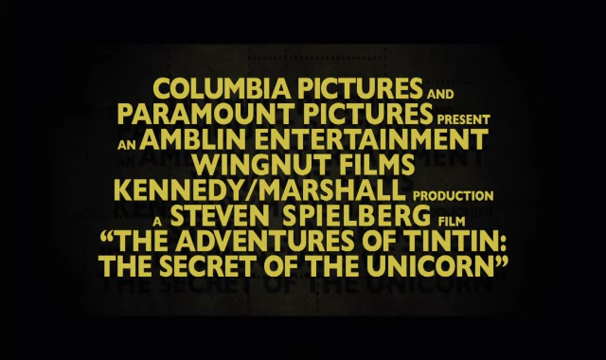 COLUMBIA PICTURES AND
PARAMOUNT PICTURES PRESENT
AN AMBLIN ENTERTAINMENT
WINGNUT FILMS
KENNEDY/MARSHALL PRODUCTION
A STEVEN SPIELBERG FILM
“THE ADVENTURES OF TINTIN:
THE SECRET OF THE UNICORN”